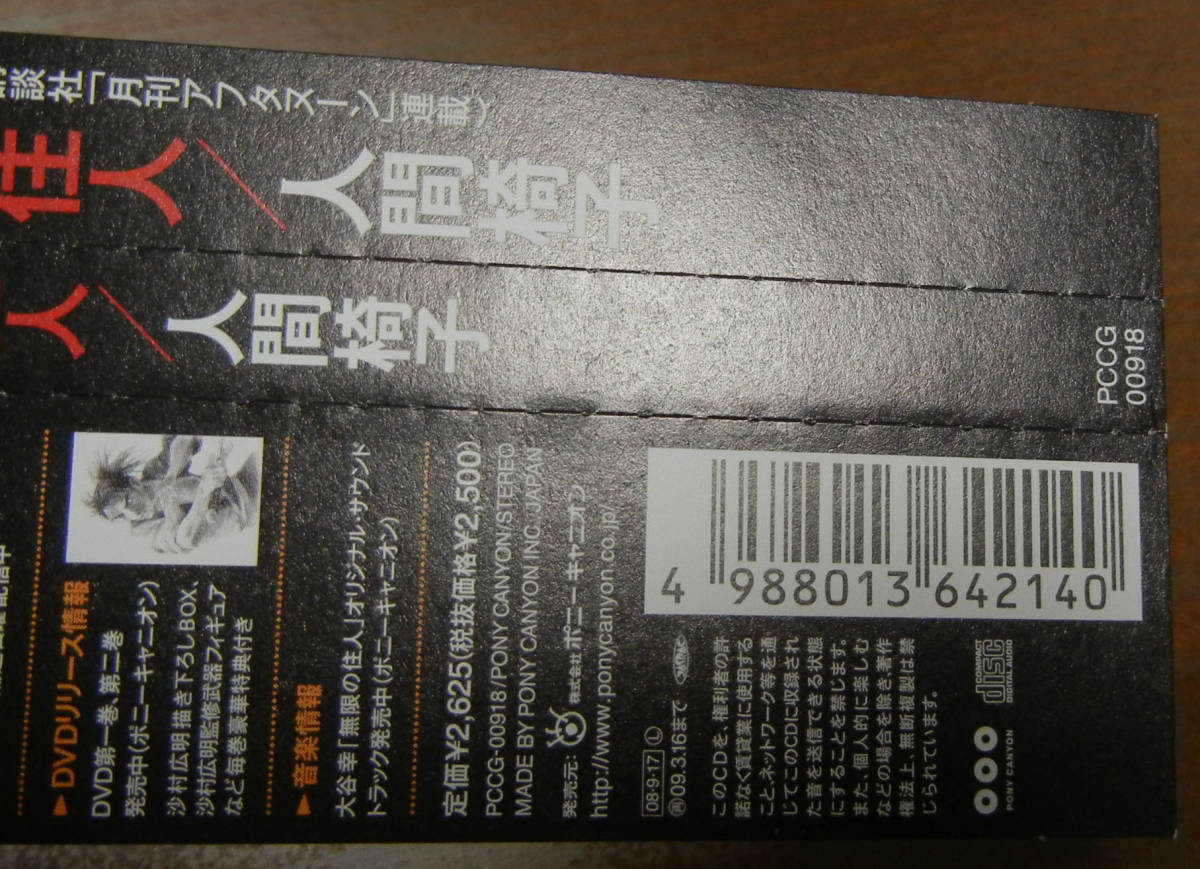 談社「月刊アフタヌーン」連載)
住人／人間椅子
人／人間椅子
▶DVDリリース情報
DVD第一巻、第二巻
発売中(ポニーキャニオン)
沙村広明描き下ろしBOX、
沙村広明監修武器フィギュア
など毎巻豪華特典付き
▶音楽情報
大谷 幸「無限の住人」オリジナル・サウンド
トラック発売中(ポニーキャニオン)
定価¥2,625(税抜価格¥2,500)
PCCG-00918/PONY CANYON/STEREO
MADE BY PONY CANYON INC. JAPAN
発売元: 株式会社ポニーキャニオン
http://www.ponycanyon.co.jp/
08・9・17 Ⓛ
再 09.3.16まで
このCDを、権利者の許
諾なく賃貸業に使用する
こと、ネットワーク等を通
じてこのCDに収録され
た音を送信できる状態
にすることを禁じます。
また、個人的に楽しむ
などの場合を除き、著作
権法上、無断複製は禁
じられています。
PONY CANYON
COMPACT
disc
DIGITAL AUDIO
4 988013 642140
PCCG
00918